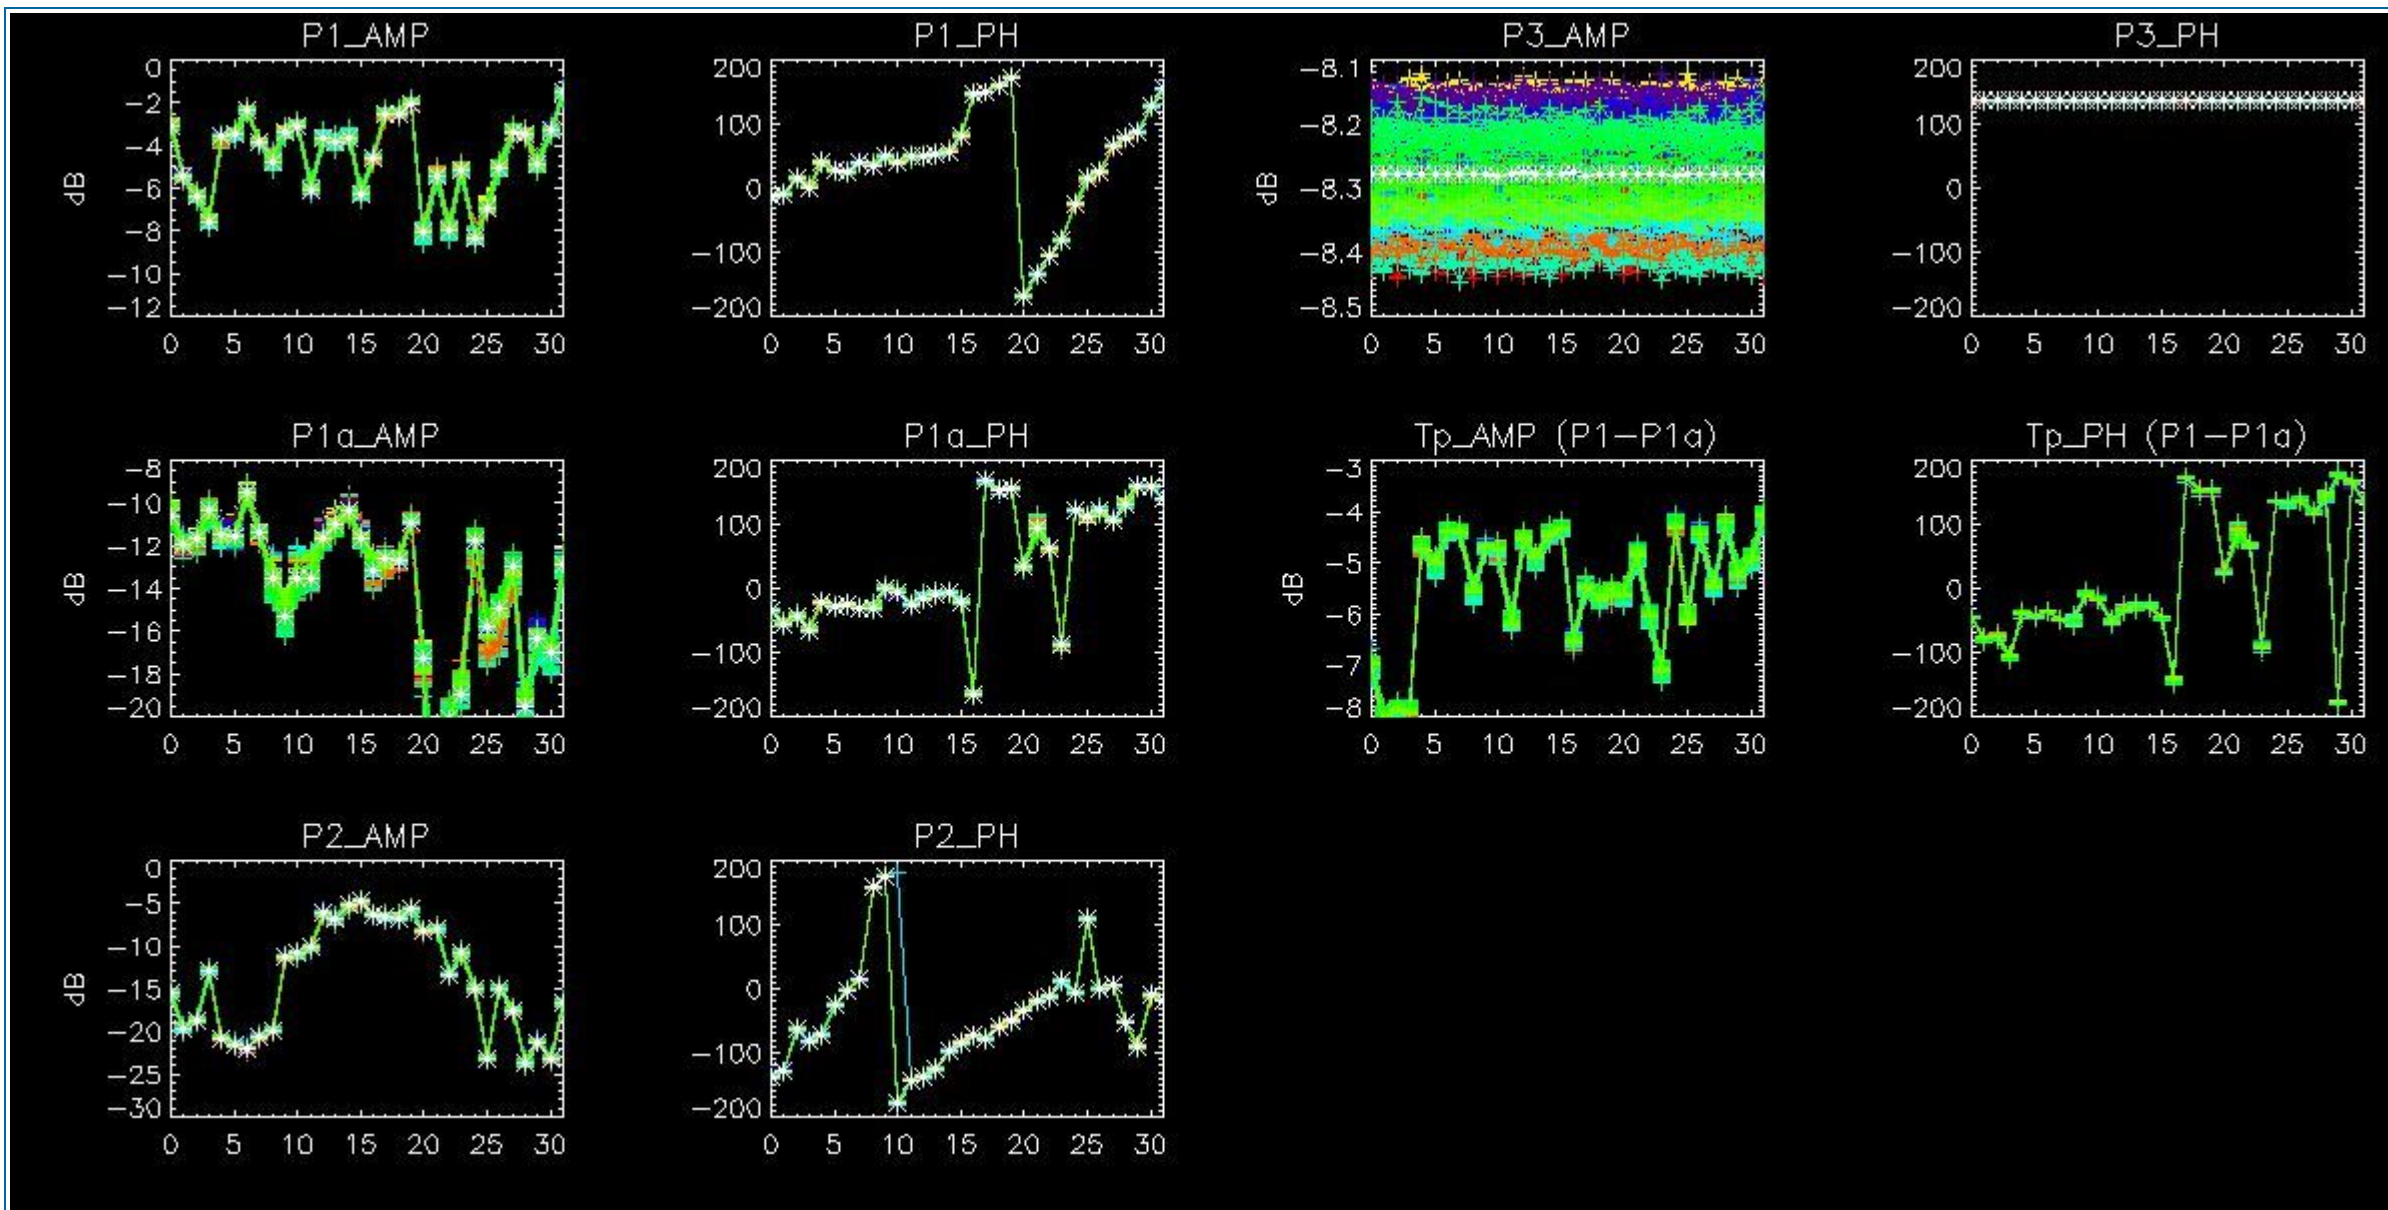 P1_AMP
0
−2
−4
−6
−8
−10
−12
dB
0 5 10 15 20 25 30
P1_PH
200
100
0
−100
−200
0 5 10 15 20 25 30
P3_AMP
−8.1
−8.2
−8.3
−8.4
−8.5
dB
0 5 10 15 20 25 30
P3_PH
200
100
0
−100
−200
0 5 10 15 20 25 30
P1a_AMP
−8
−10
−12
−14
−16
−18
−20
dB
0 5 10 15 20 25 30
P1a_PH
200
100
0
−100
−200
0 5 10 15 20 25 30
Tp_AMP (P1−P1a)
−3
−4
−5
−6
−7
−8
dB
0 5 10 15 20 25 30
Tp_PH (P1−P1a)
200
100
0
−100
−200
0 5 10 15 20 25 30
P2_AMP
0
−5
−10
−15
−20
−25
−30
dB
0 5 10 15 20 25 30
P2_PH
200
100
0
−100
−200
0 5 10 15 20 25 30